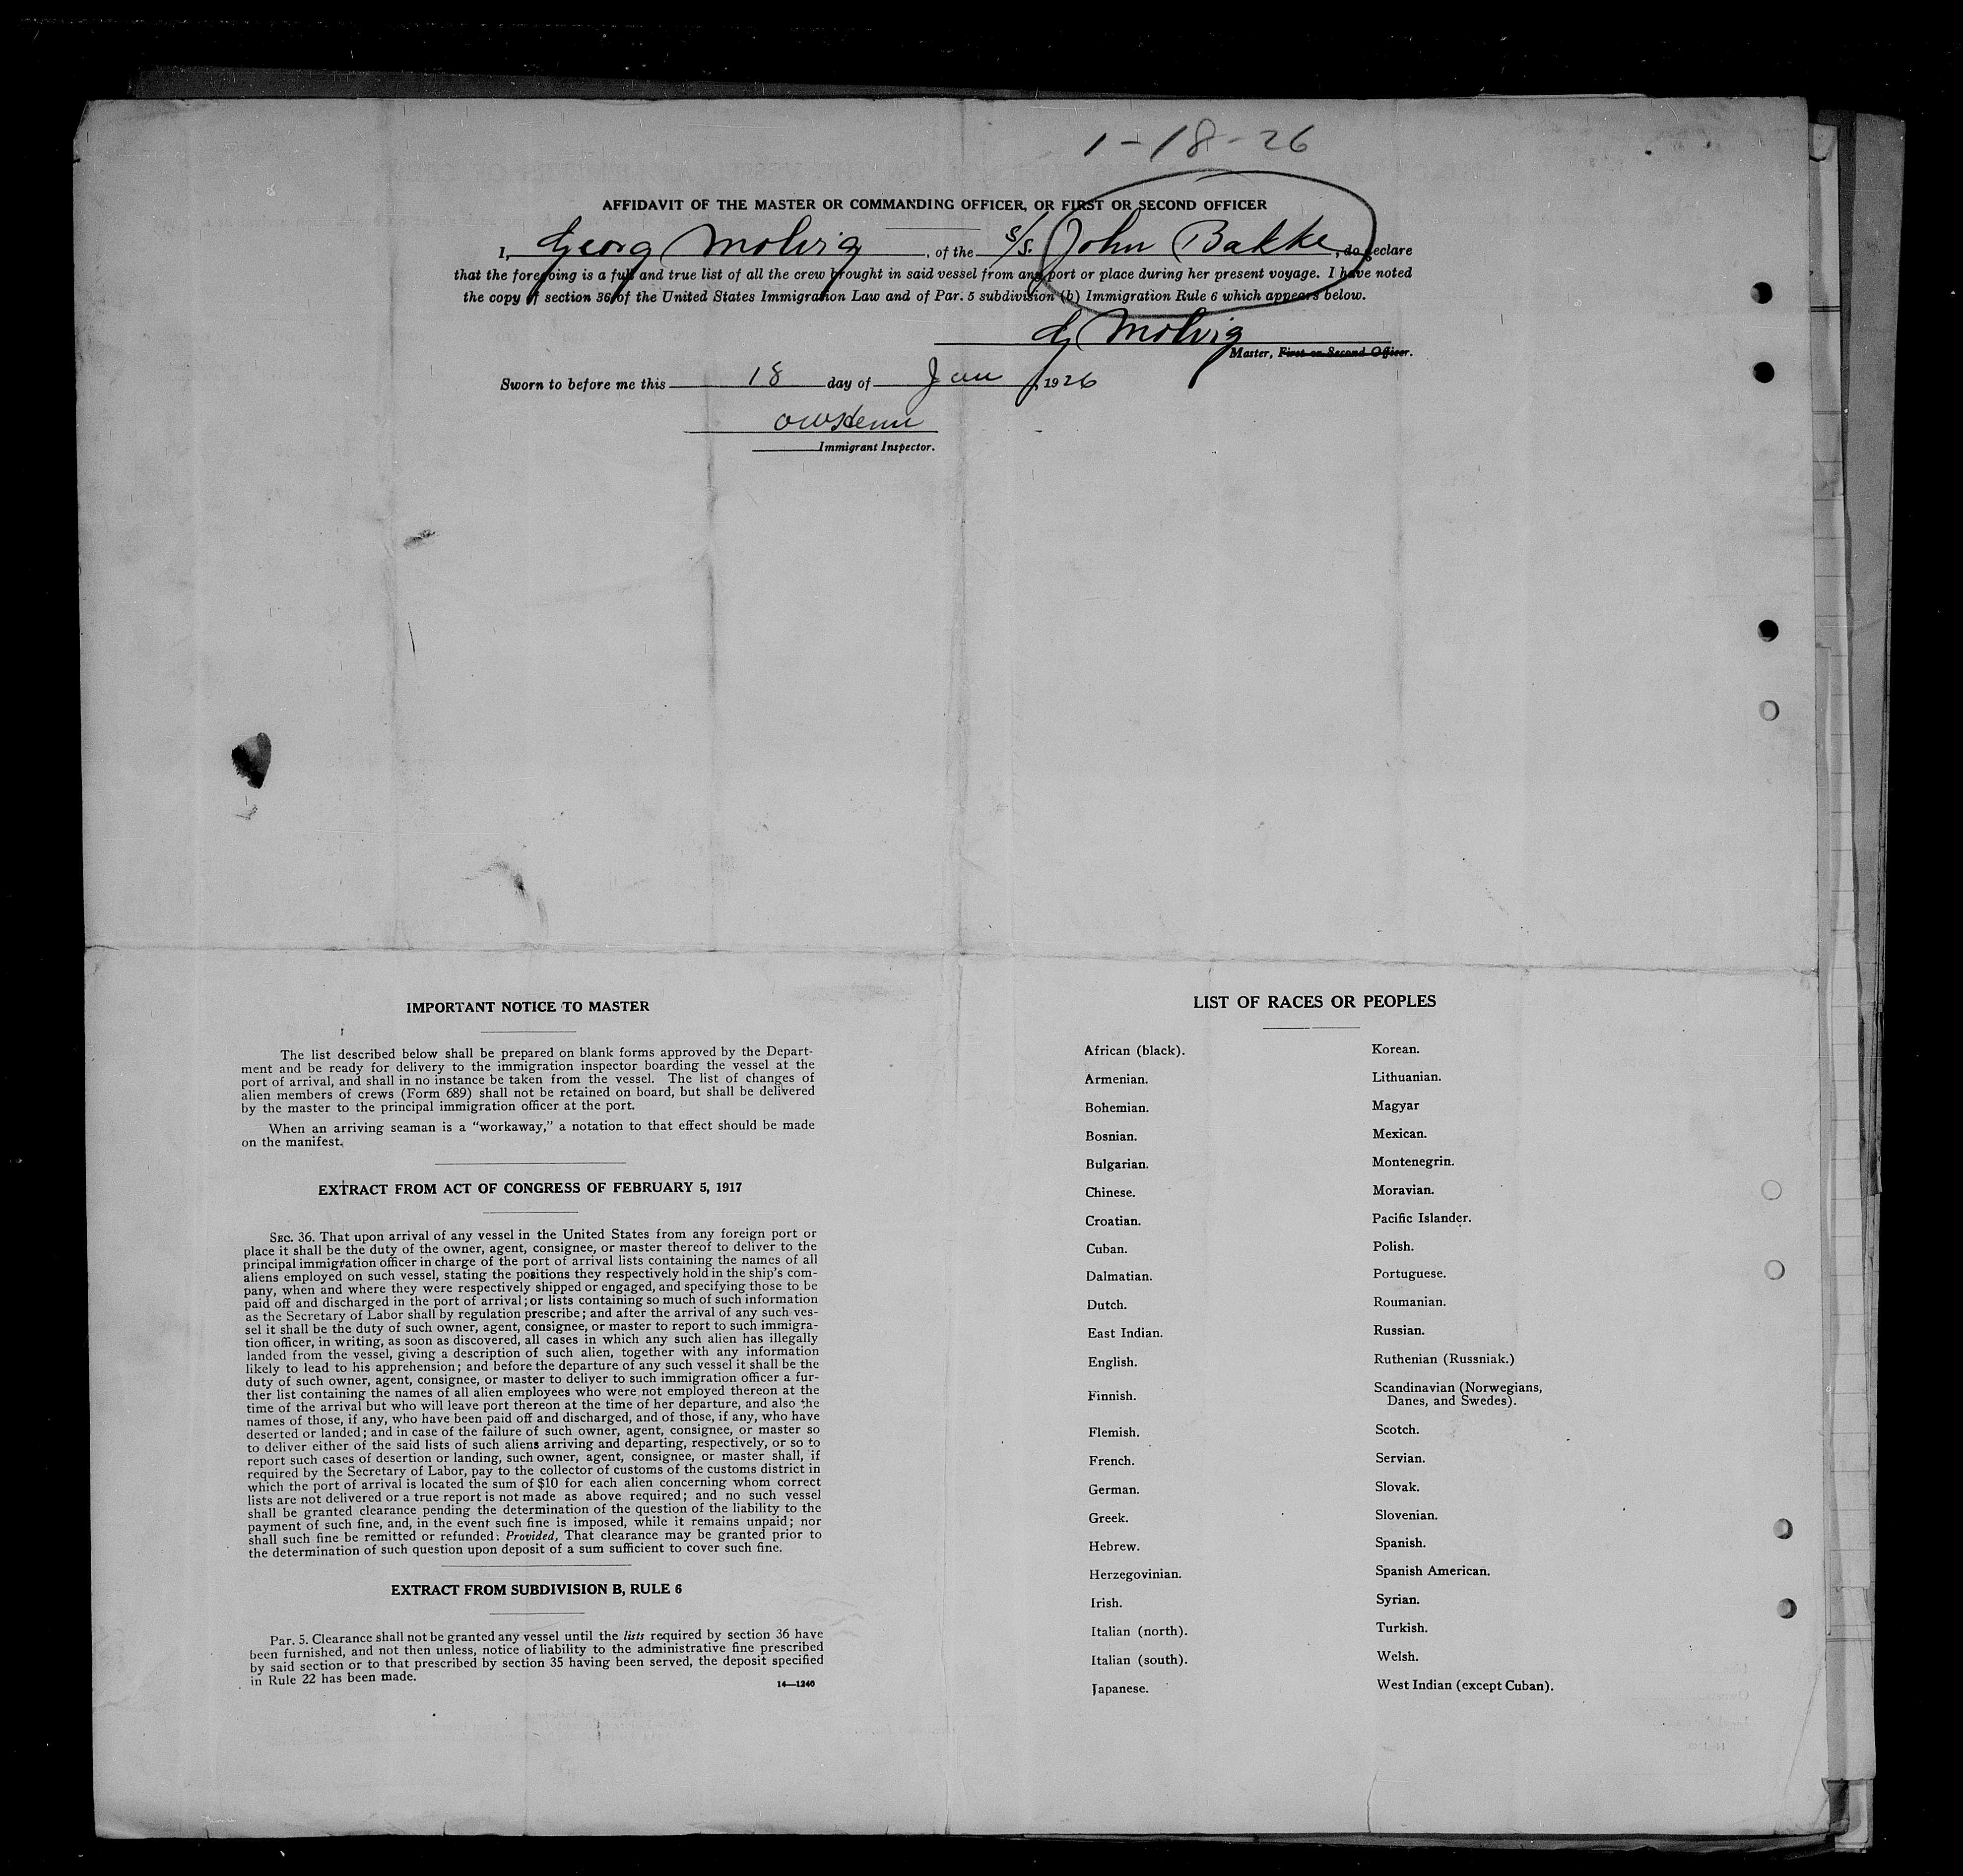 1-18-26
AFFIDAVIT OF THE MASTER OR COMMANDING OFFICER, OR FIRST OR SECOND OFFICER
I, Georg Molvig, of the S/S. John Bakke, do declare
that the foregoing is a full and true list of all the crew brought in said vessel from any port or place during her present voyage. I have noted
the copy of section 36 of the United States Immigration Law and of Par. 5 subdivision (b) Immigration Rule 6 which appears below.
G Molvig
Master, First or Second Officer.
Sworn to before me this 18 day of Jan, 1926
Immigrant Inspector.
IMPORTANT NOTICE TO MASTER
The list described below shall be prepared on blank forms approved by the Depart-
ment and be ready for delivery to the immigration inspector boarding the vessel at the
port of arrival, and shall in no instance be taken from the vessel. The list of changes of
alien members of crews (Form 689) shall not be retained on board, but shall be delivered
by the master to the principal immigration officer at the port.
When an arriving seaman is a "workaway," a notation to that effect should be made
on the manifest.
EXTRACT FROM ACT OF CONGRESS OF FEBRUARY 5, 1917
SEC. 36. That upon arrival of any vessel in the United States from any foreign port or
place it shall be the duty of the owner, agent, consignee, or master thereof to deliver to the
principal immigration officer in charge of the port of arrival lists containing the names of all
aliens employed on such vessel, stating the positions they respectively hold in the ship's com-
pany, when and where they were respectively shipped or engaged, and specifying those to be
paid off and discharged in the port of arrival; or lists containing so much of such information
as the Secretary of Labor shall by regulation prescribe; and after the arrival of any such ves-
sel it shall be the duty of such owner, agent, consignee, or master to report to such immigra-
tion officer, in writing, as soon as discovered, all cases in which any such alien has illegally
landed from the vessel, giving a description of such alien, together with any information
likely to lead to his apprehension; and before the departure of any such vessel it shall be the
duty of such owner, agent, consignee, or master to deliver to such immigration officer a fur-
ther list containing the names of all alien employees who were not employed thereon at the
time of the arrival but who will leave port thereon at the time of her departure, and also the
names of those, if any, who have been paid off and discharged, and of those, if any, who have
deserted or landed; and in case of the failure of such owner, agent, consignee, or master so
to deliver either of the said lists of such aliens arriving and departing, respectively, or so to
report such cases of desertion or landing, such owner, agent, consignee, or master shall, if
required by the Secretary of Labor, pay to the collector of customs of the customs district in
which the port of arrival is located the sum of $10 for each alien concerning whom correct
lists are not delivered or a true report is not made as above required; and no such vessel
shall be granted clearance pending the determination of the question of the liability to the
payment of such fine, and, in the event such fine is imposed, while it remains unpaid; nor
shall such fine be remitted or refunded: Provided, That clearance may be granted prior to
the determination of such question upon deposit of a sum sufficient to cover such fine.
EXTRACT FROM SUBDIVISION B, RULE 6
Par. 5. Clearance shall not be granted any vessel until the lists required by section 36 have
been furnished, and not then unless, notice of liability to the administrative fine prescribed
by said section or to that prescribed by section 35 having been served, the deposit specified
in Rule 22 has been made.
14—1240
LIST OF RACES OR PEOPLES
African (black).
Armenian.
Bohemian.
Bosnian.
Bulgarian.
Chinese.
Croatian.
Cuban.
Dalmatian.
Dutch.
East Indian.
English.
Finnish.
Flemish.
French.
German.
Greek.
Hebrew.
Herzegovinian.
Irish.
Italian (north).
Italian (south).
Japanese.
Korean.
Lithuanian.
Magyar
Mexican.
Montenegrin.
Moravian.
Pacific Islander.
Polish.
Portuguese.
Roumanian.
Russian.
Ruthenian (Russniak.)
Scandinavian (Norwegians,
Danes, and Swedes).
Scotch.
Servian.
Slovak.
Slovenian.
Spanish.
Spanish American.
Syrian.
Turkish.
Welsh.
West Indian (except Cuban).